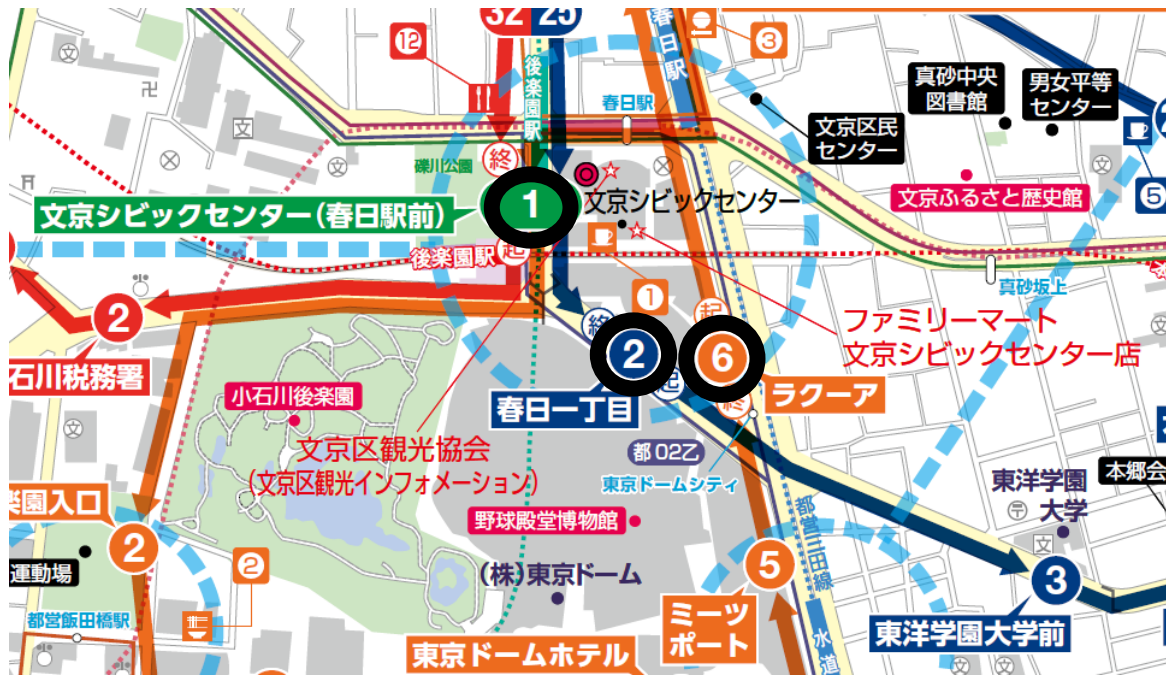 32
25
春日駅
3
12
後楽園駅
春日駅
真砂中央
図書館
男女平等
センター
文京区民
センター
終
礫川公園
5
文京ふるさと歴史館
文京シビックセンター(春日駅前)
1
文京シビックセンター
後楽園駅
起
真砂坂上
1
起
終
2
2
6
ファミリーマート
文京シビックセンター店
石川税務署
起
終
ラクーア
小石川後楽園
春日一丁目
文京区観光協会
(文京区観光インフォメーション)
都02乙
東京ドームシティ
東洋学園
大学
本郷会
楽園入口
野球殿堂博物館
都営三田線
2
2
5
3
運動場
(株)東京ドーム
都営飯田橋駅
ミーツ
ポート
東洋学園大学前
水道
東京ドームホテル